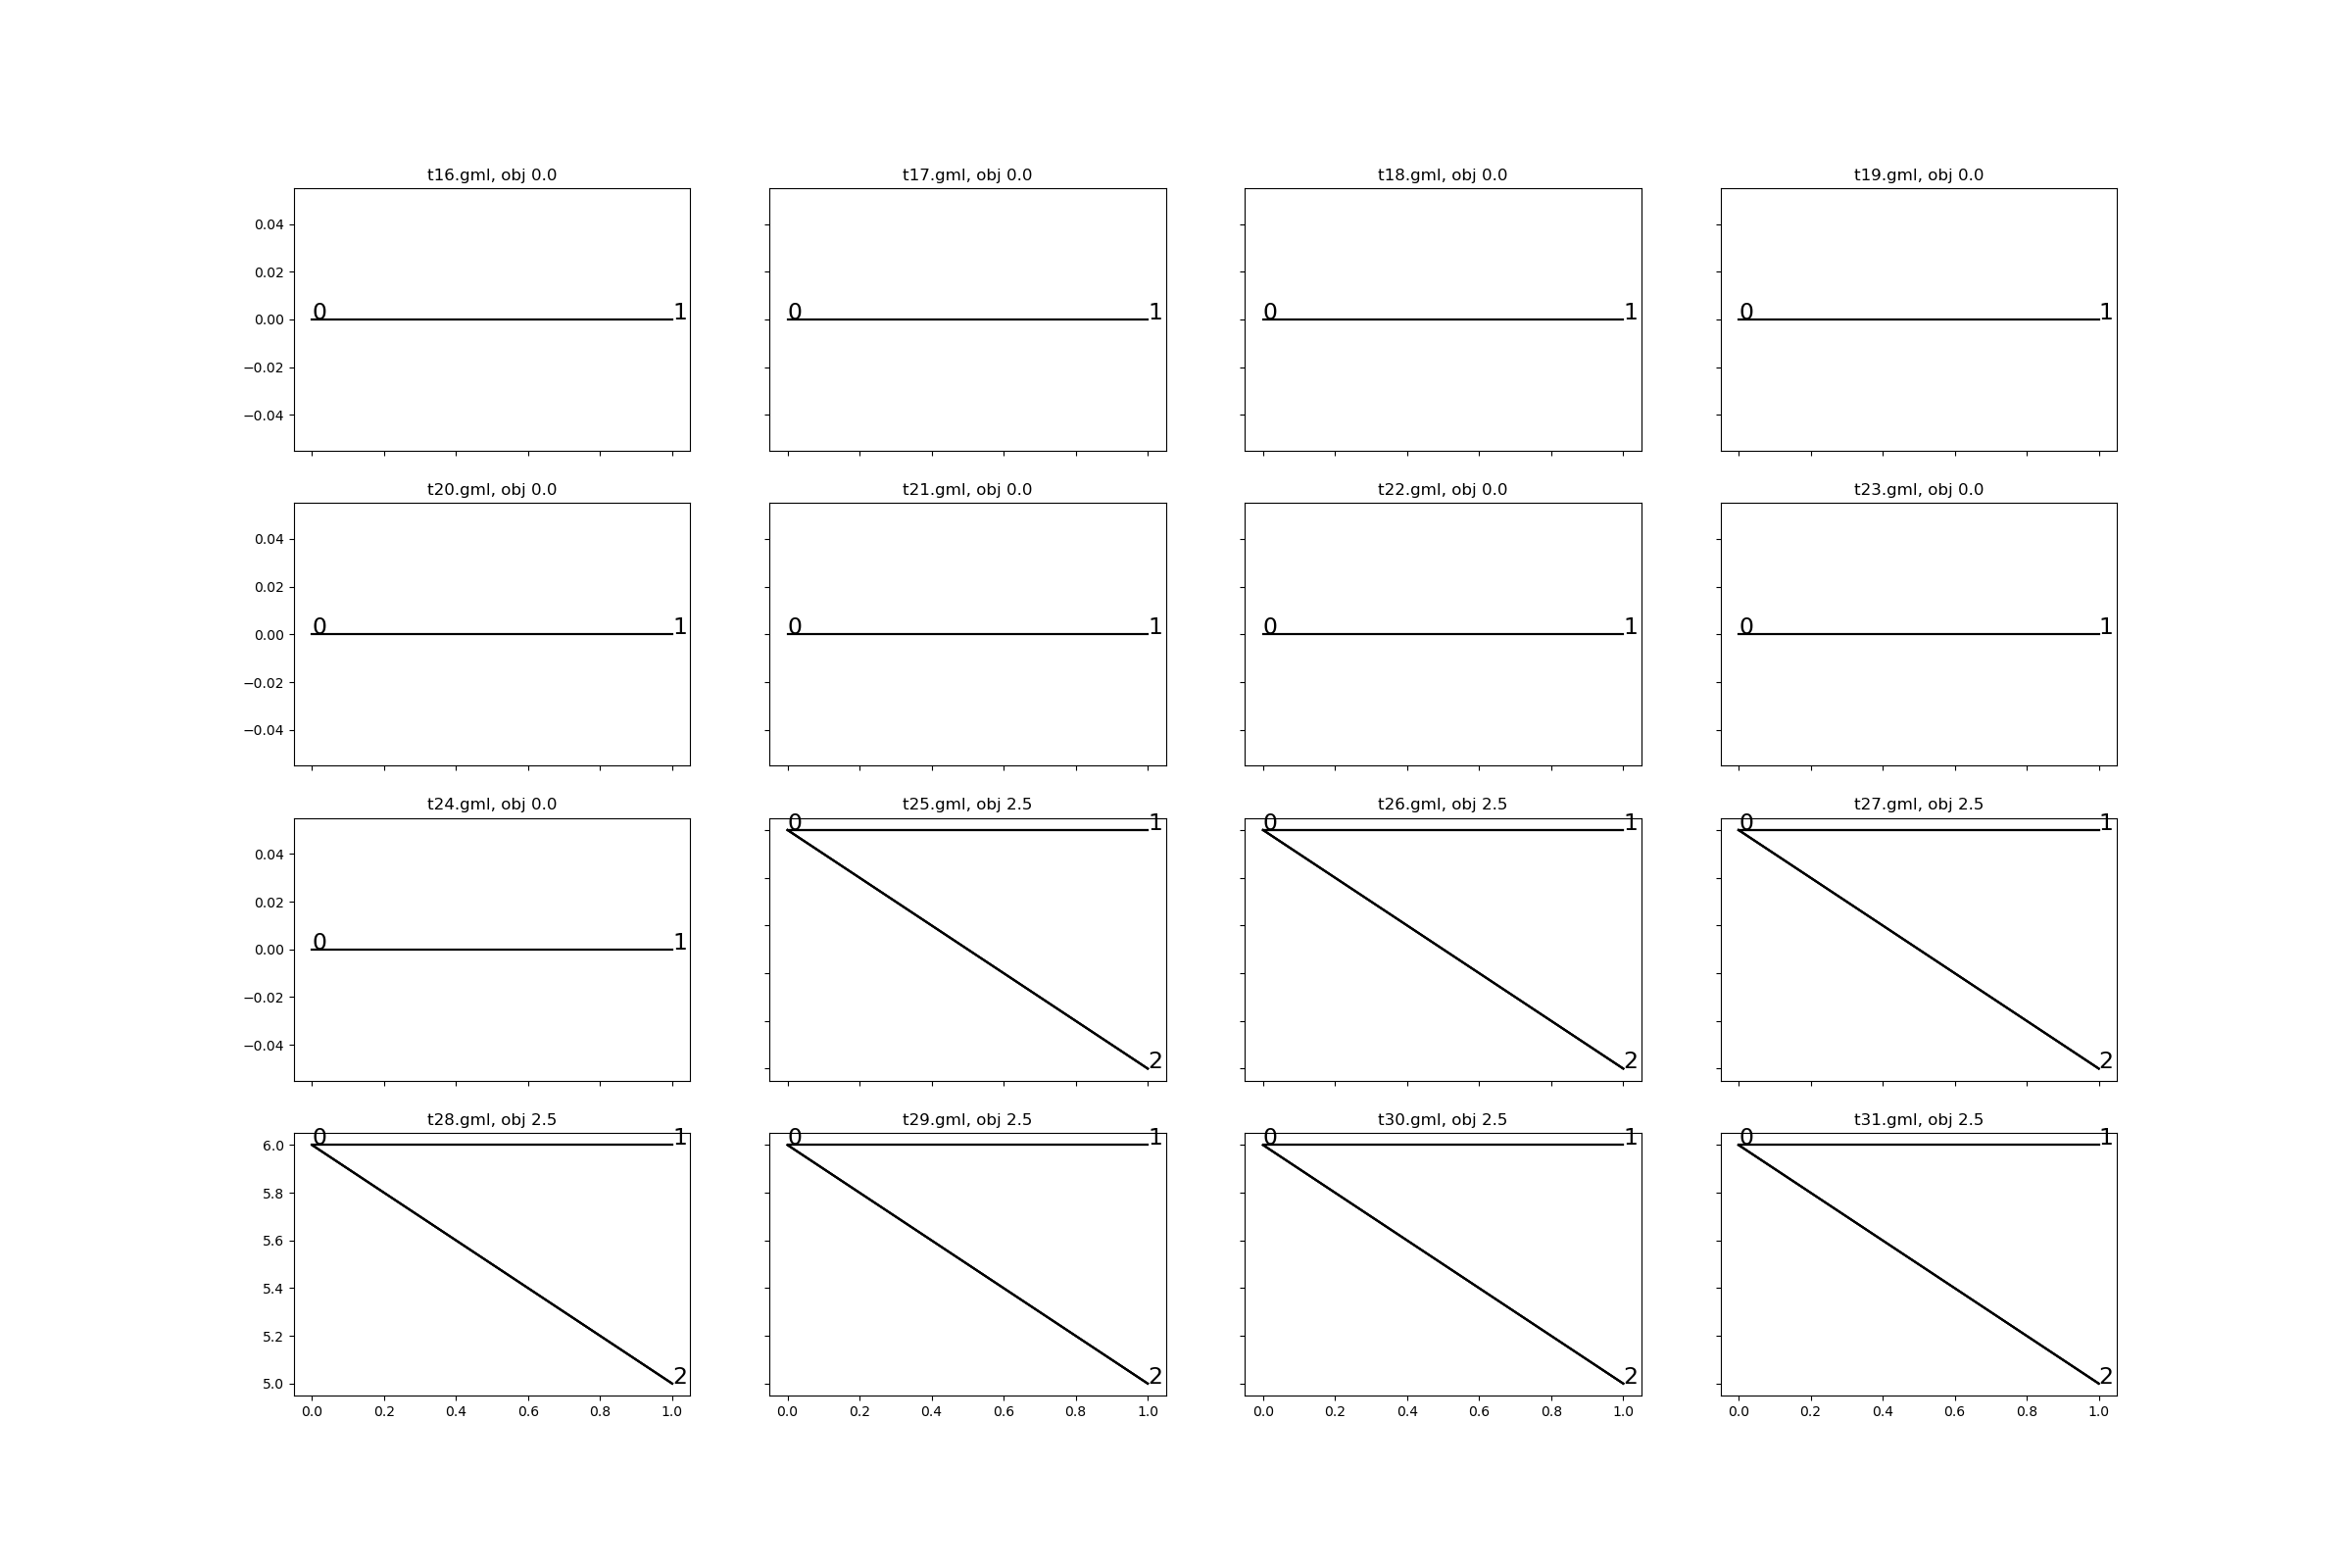 t16.gml, obj 0.0 t17.gml, obj 0.0 t18.gml, obj 0.0 t19.gml, obj 0.0
0.04
0.02
0.00 0 1 0 1 0 1 0 1
−0.02
−0.04
t20.gml, obj 0.0 t21.gml, obj 0.0 t22.gml, obj 0.0 t23.gml, obj 0.0
0.04
0.02
0.00 0 1 0 1 0 1 0 1
−0.02
−0.04
t24.gml, obj 0.0 t25.gml, obj 2.5 t26.gml, obj 2.5 t27.gml, obj 2.5
0 1 0 1 0 1
0.04
0.02
0.00 0 1
−0.02
−0.04
2 2 2
t28.gml, obj 2.5 t29.gml, obj 2.5 t30.gml, obj 2.5 t31.gml, obj 2.5
6.0 0 1 0 1 0 1 0 1
5.8
5.6
5.4
5.2
5.0 2 2 2 2
0.0 0.2 0.4 0.6 0.8 1.0 0.0 0.2 0.4 0.6 0.8 1.0 0.0 0.2 0.4 0.6 0.8 1.0 0.0 0.2 0.4 0.6 0.8 1.0